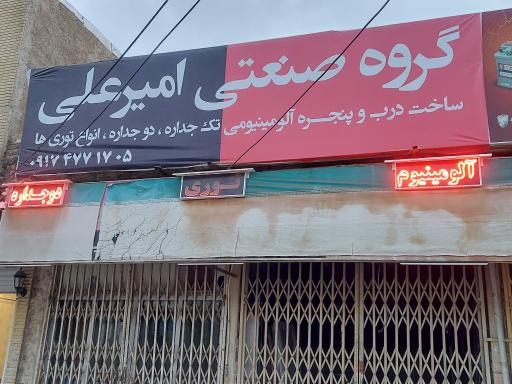 گروه صنعتی امیرعلی
ساخت درب و پنجره آلومینیومی تک جداره ، دو جداره ، انواع توری ها
۰۹۱۷ ۴۷۷ ۱۷۰۵
آلومینیوم
توری
دوجداره